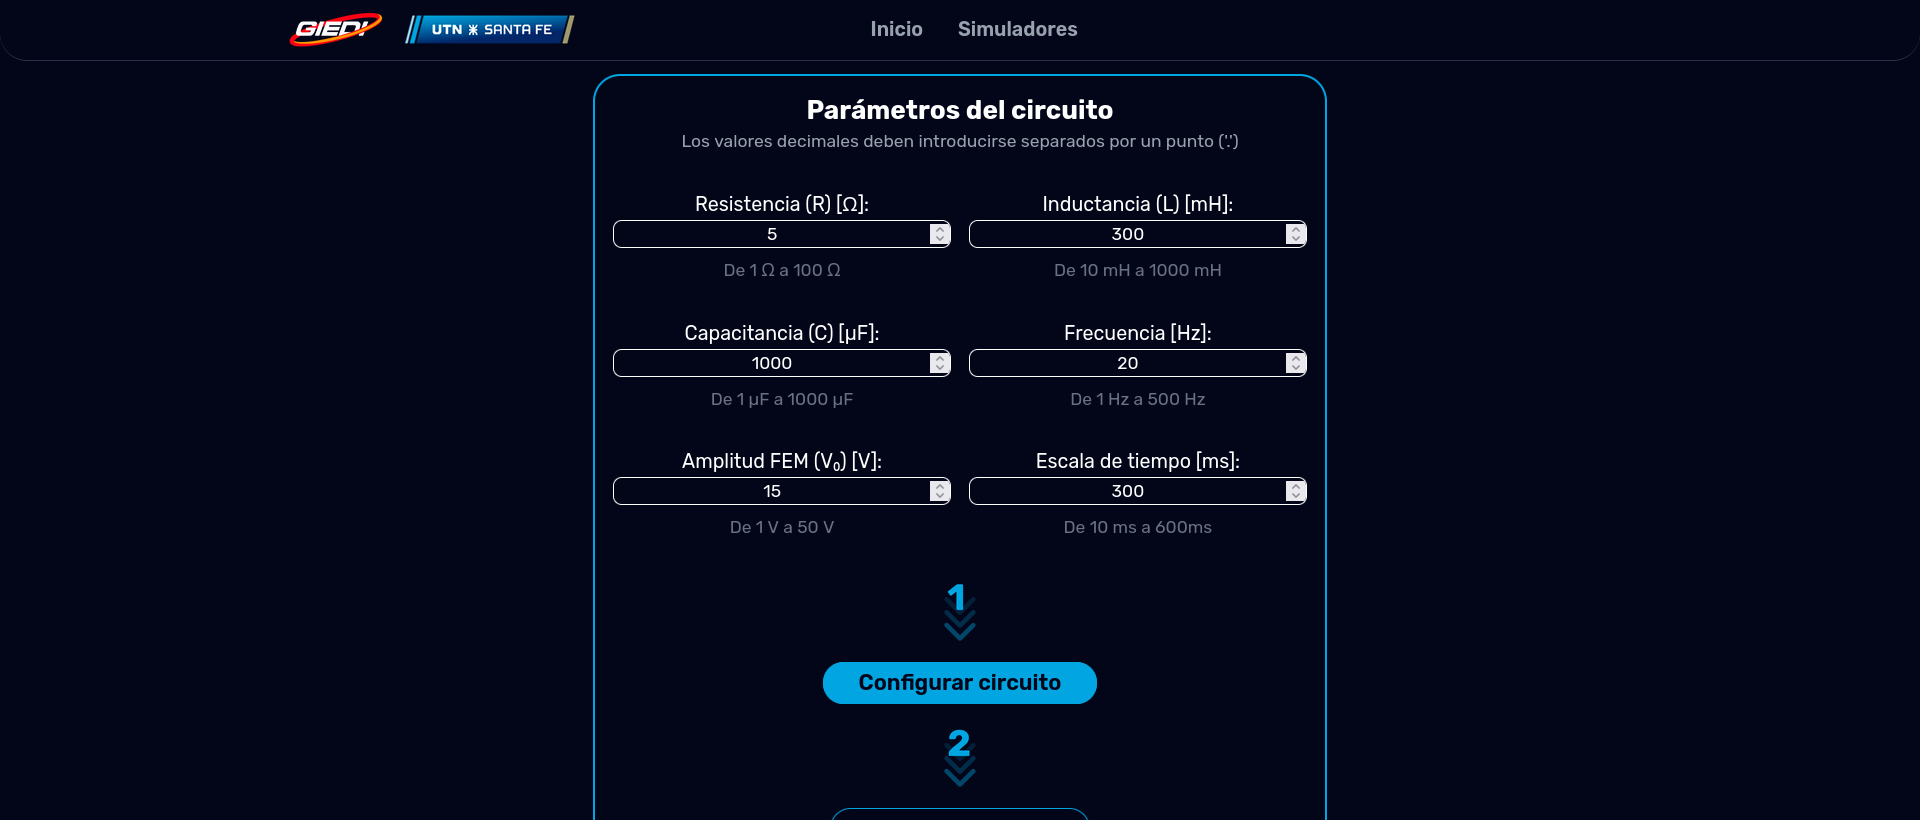 GIEDI
UTN SANTA FE
Inicio
Simuladores
Parámetros del circuito
Los valores decimales deben introducirse separados por un punto ('.')
Resistencia (R) [Ω]:
Inductancia (L) [mH]:
5
300
De 1 Ω a 100 Ω
De 10 mH a 1000 mH
Capacitancia (C) [µF]:
Frecuencia [Hz]:
1000
20
De 1 µF a 1000 µF
De 1 Hz a 500 Hz
Amplitud FEM (V₀) [V]:
Escala de tiempo [ms]:
15
300
De 1 V a 50 V
De 10 ms a 600ms
1
Configurar circuito
2